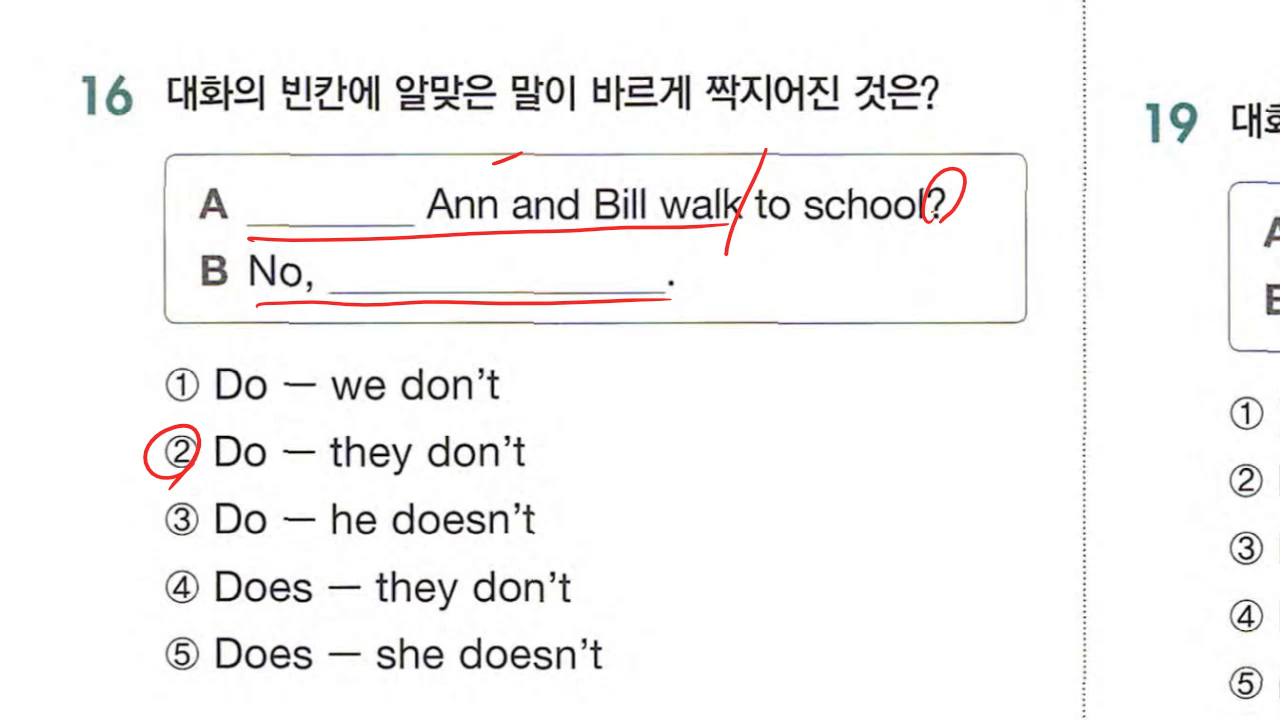 16 대화의 빈칸에 알맞은 말이 바르게 짝지어진 것은?
A ____________ Ann and Bill walk to school?
B No, ____________________.
① Do — we don't
② Do — they don't
③ Do — he doesn't
④ Does — they don't
⑤ Does — she doesn't
19 대화
A
B
①
②
③
④
⑤